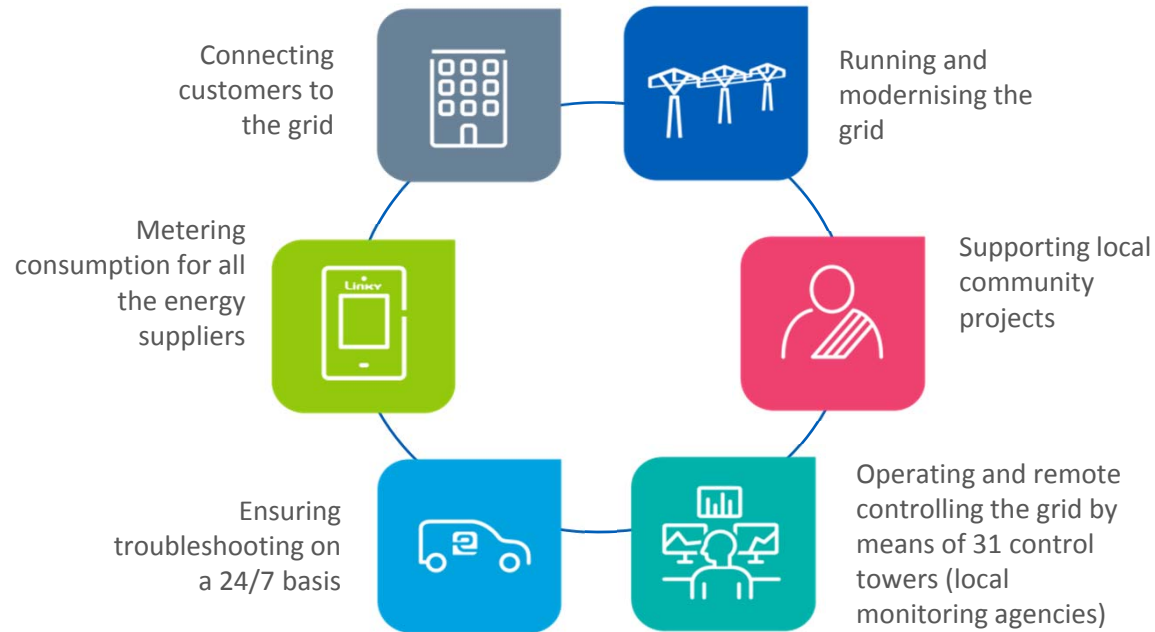 Connecting
customers to
the grid
Running and
modernising the
grid
Metering
consumption for all
the energy
suppliers
Linky
Supporting local
community
projects
Ensuring
troubleshooting on
a 24/7 basis
Operating and remote
controlling the grid by
means of 31 control
towers (local
monitoring agencies)